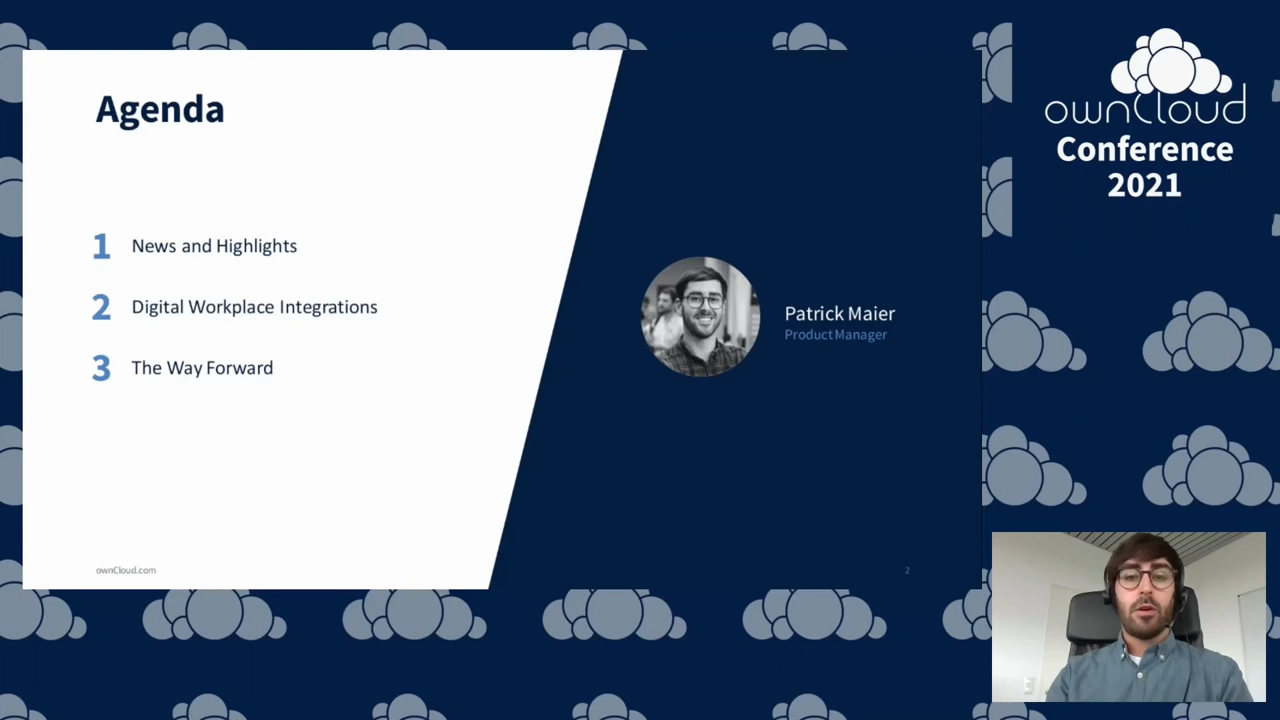 Agenda
1 News and Highlights
2 Digital Workplace Integrations
3 The Way Forward
Patrick Maier
Product Manager
ownCloud.com
2
ownCloud
Conference
2021